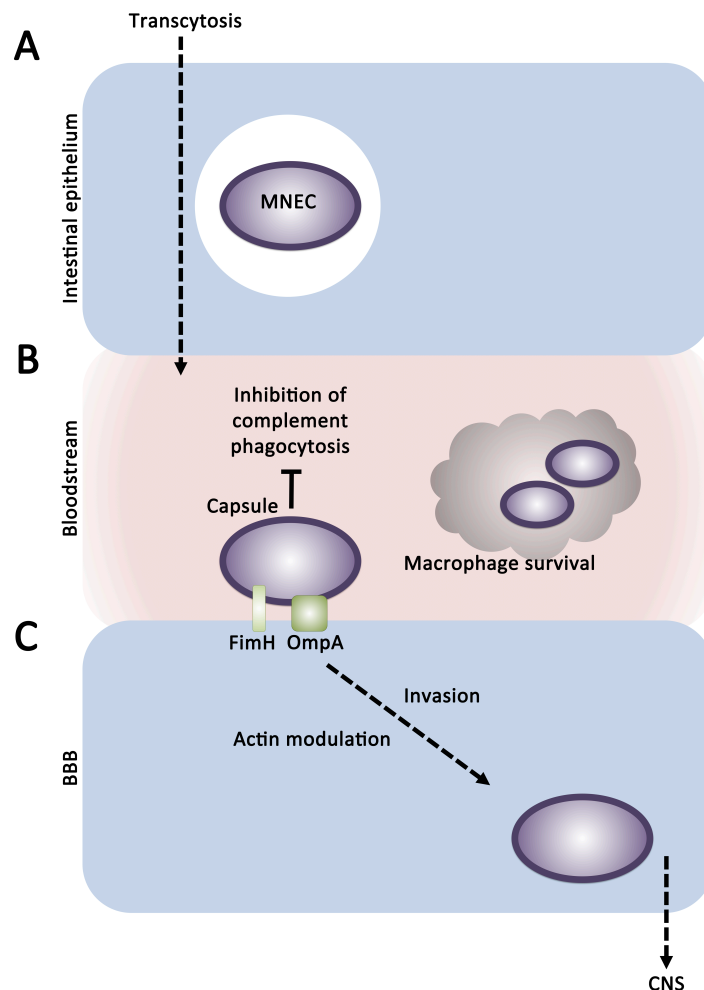 Transcytosis
A
Intestinal epithelium
MNEC
B
Bloodstream
Inhibition of
complement
phagocytosis
Capsule
Macrophage survival
C
BBB
FimH OmpA
Invasion
Actin modulation
CNS